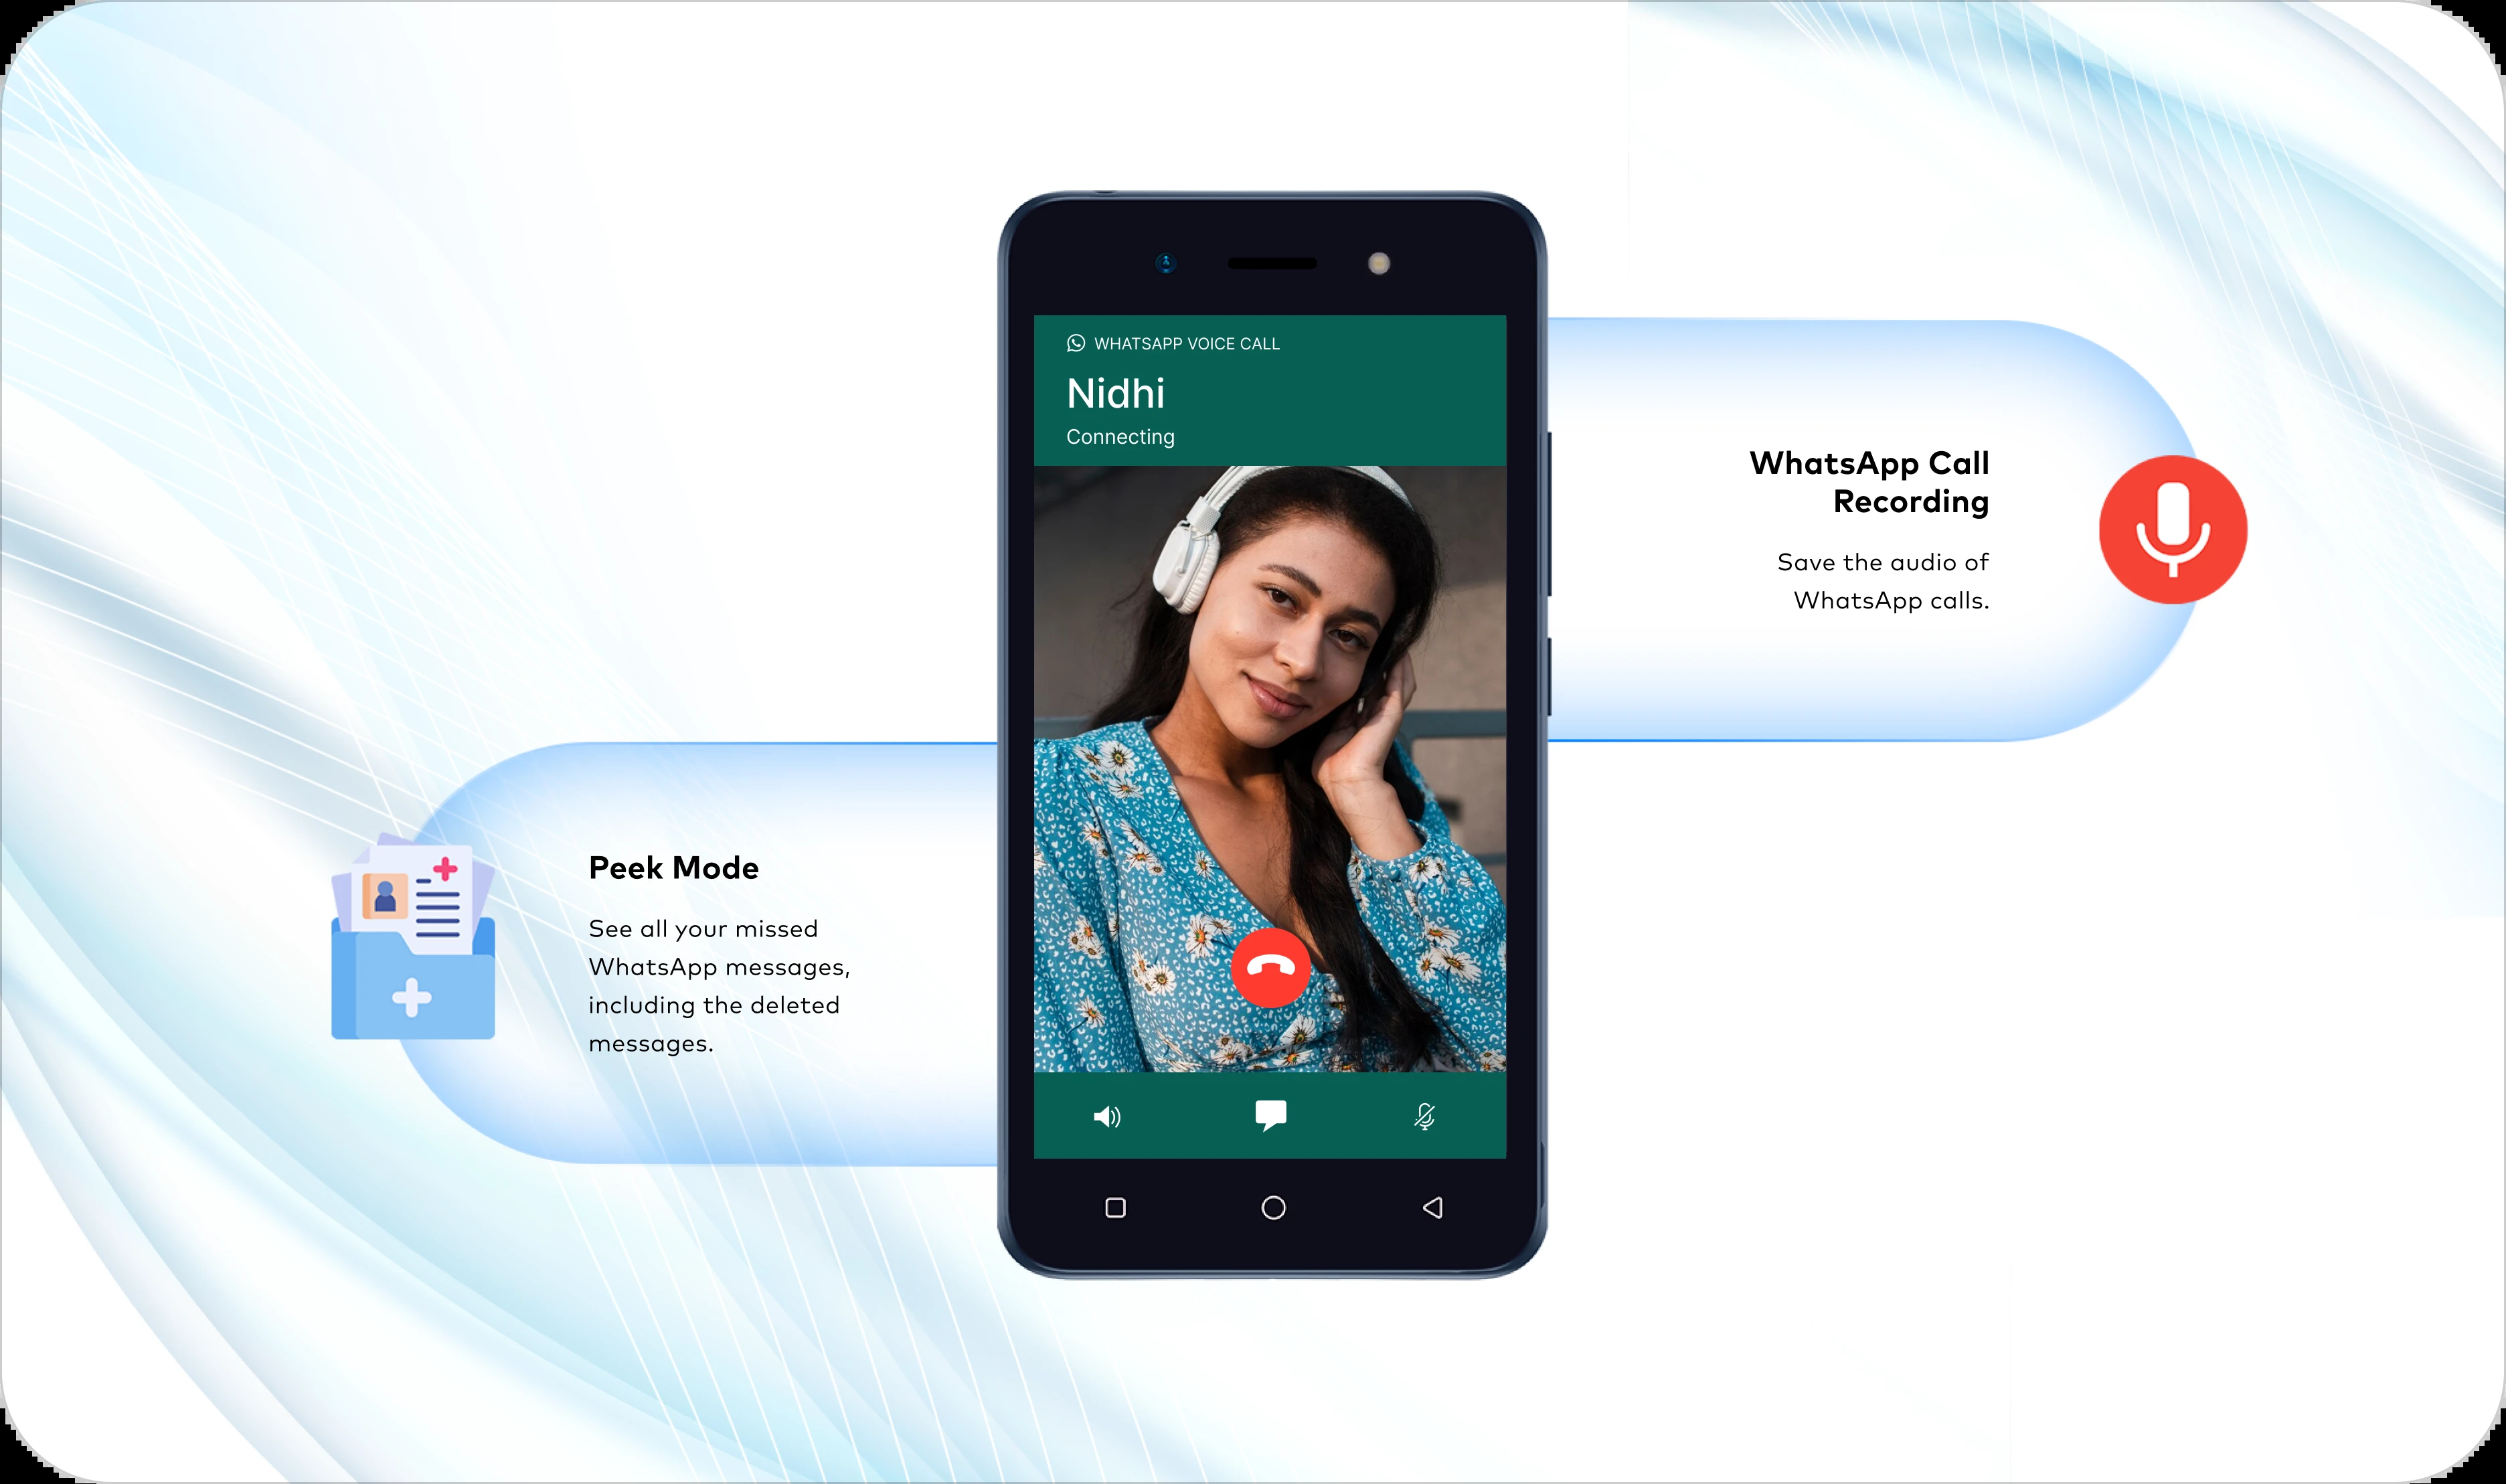 WHATSAPP VOICE CALL
Nidhi
Connecting
WhatsApp Call
Recording
Save the audio of
WhatsApp calls.
Peek Mode
See all your missed
WhatsApp messages,
including the deleted
messages.